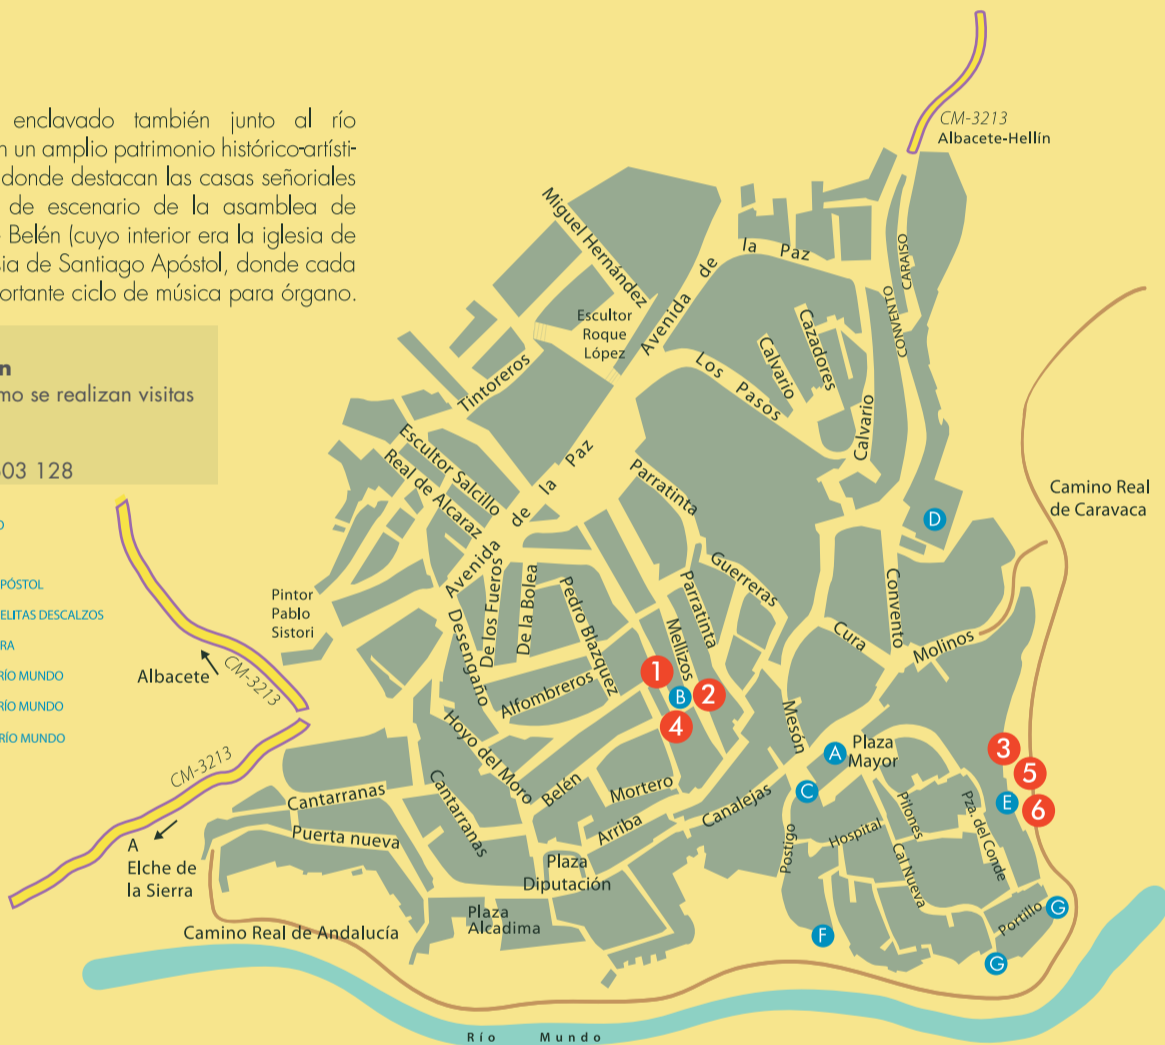 enclavado también junto al río
un amplio patrimonio histórico-artísti-
donde destacan las casas señoriales
de escenario de la asamblea de
Belén (cuyo interior era la iglesia de
de Santiago Apóstol, donde cada
ciclo de música para órgano.
se realizan visitas
128
ELITAS DESCALZOS
RÍO MUNDO
RÍO MUNDO
RÍO MUNDO
CM-3213
Albacete-Hellín
Miguel Hernández
Avenida de la Paz
Escultor
Roque
López
CONVENTO
CARAISO
Cazadores
Calvario
Los Pasos
Calvario
Tintoreros
Escultor Salcillo
Real de Alcaraz
Avenida de la Paz
Parratinta
Camino Real
de Caravaca
D
Guerreras
Parratinta
Convento
Pintor
Pablo
Sistori
Desengaño
De los Fueros
De la Bolea
Pedro Blazquez
Mellizos
Cura
Molinos
Albacete
CM-3213
Alfombreros
1
B
2
4
Mesón
A
Plaza
Mayor
3
5
E
6
CM-3213
Hoyo del Moro
Belén
Mortero
Canalejas
C
Cantarranas
Cantarranas
Arriba
Postigo
Hospital
Pilones
Cal Nueva
Pza. del Conde
Puerta nueva
A
Elche de
la Sierra
Plaza
Diputación
Plaza
Alcadima
Portillo
G
F
G
Camino Real de Andalucía
Río Mundo